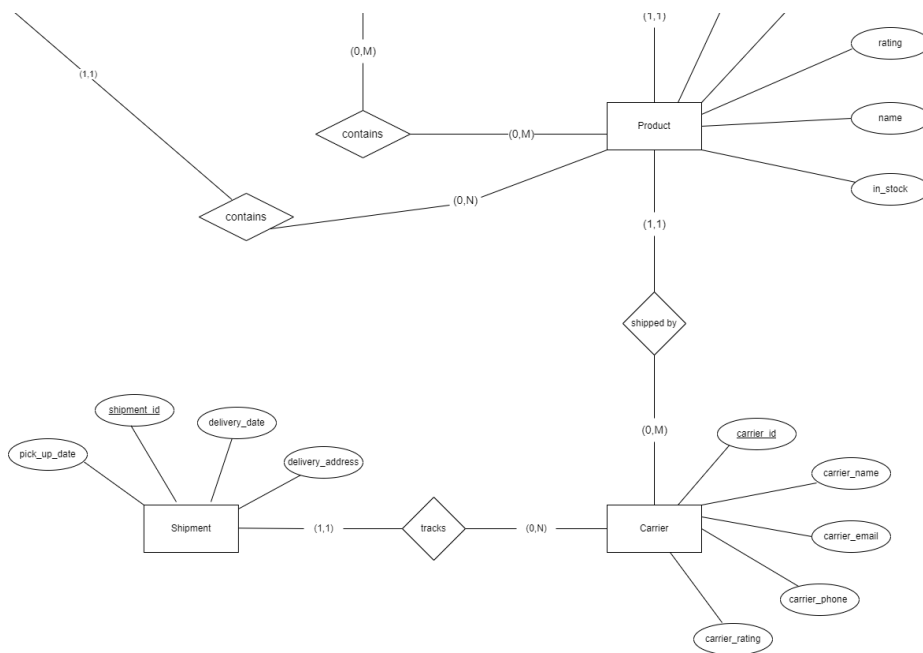 (1,1)
(0,M)
rating
(1,1)
name
Product
contains
(0,M)
in_stock
(0,N)
contains
(1,1)
shipped by
shipment_id
delivery_date
(0,M)
carrier_id
pick_up_date
delivery_address
carrier_name
Shipment
(1,1)
tracks
(0,N)
Carrier
carrier_email
carrier_phone
carrier_rating